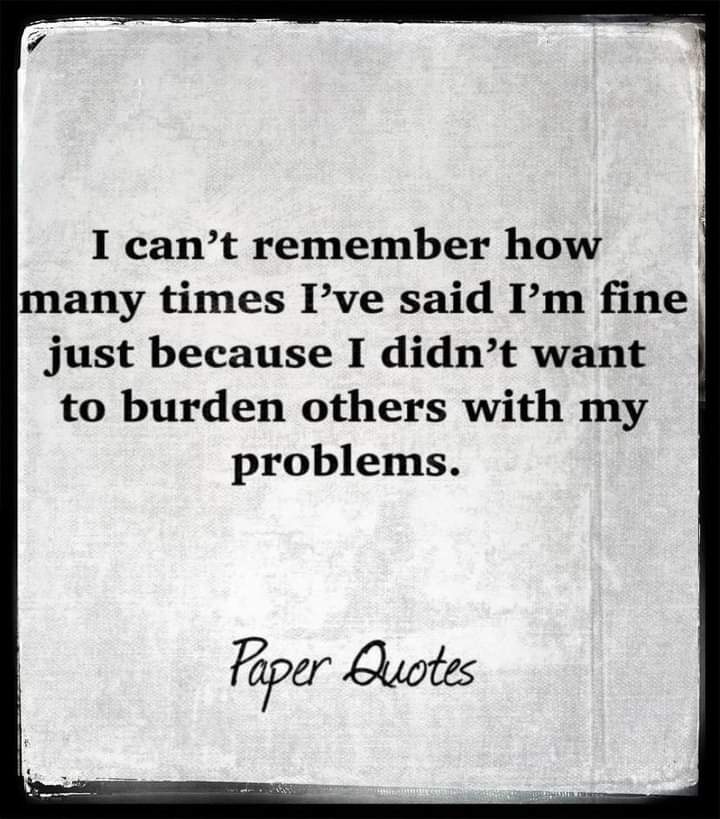 I can’t remember how
many times I’ve said I’m fine
just because I didn’t want
to burden others with my
problems.
Paper Quotes